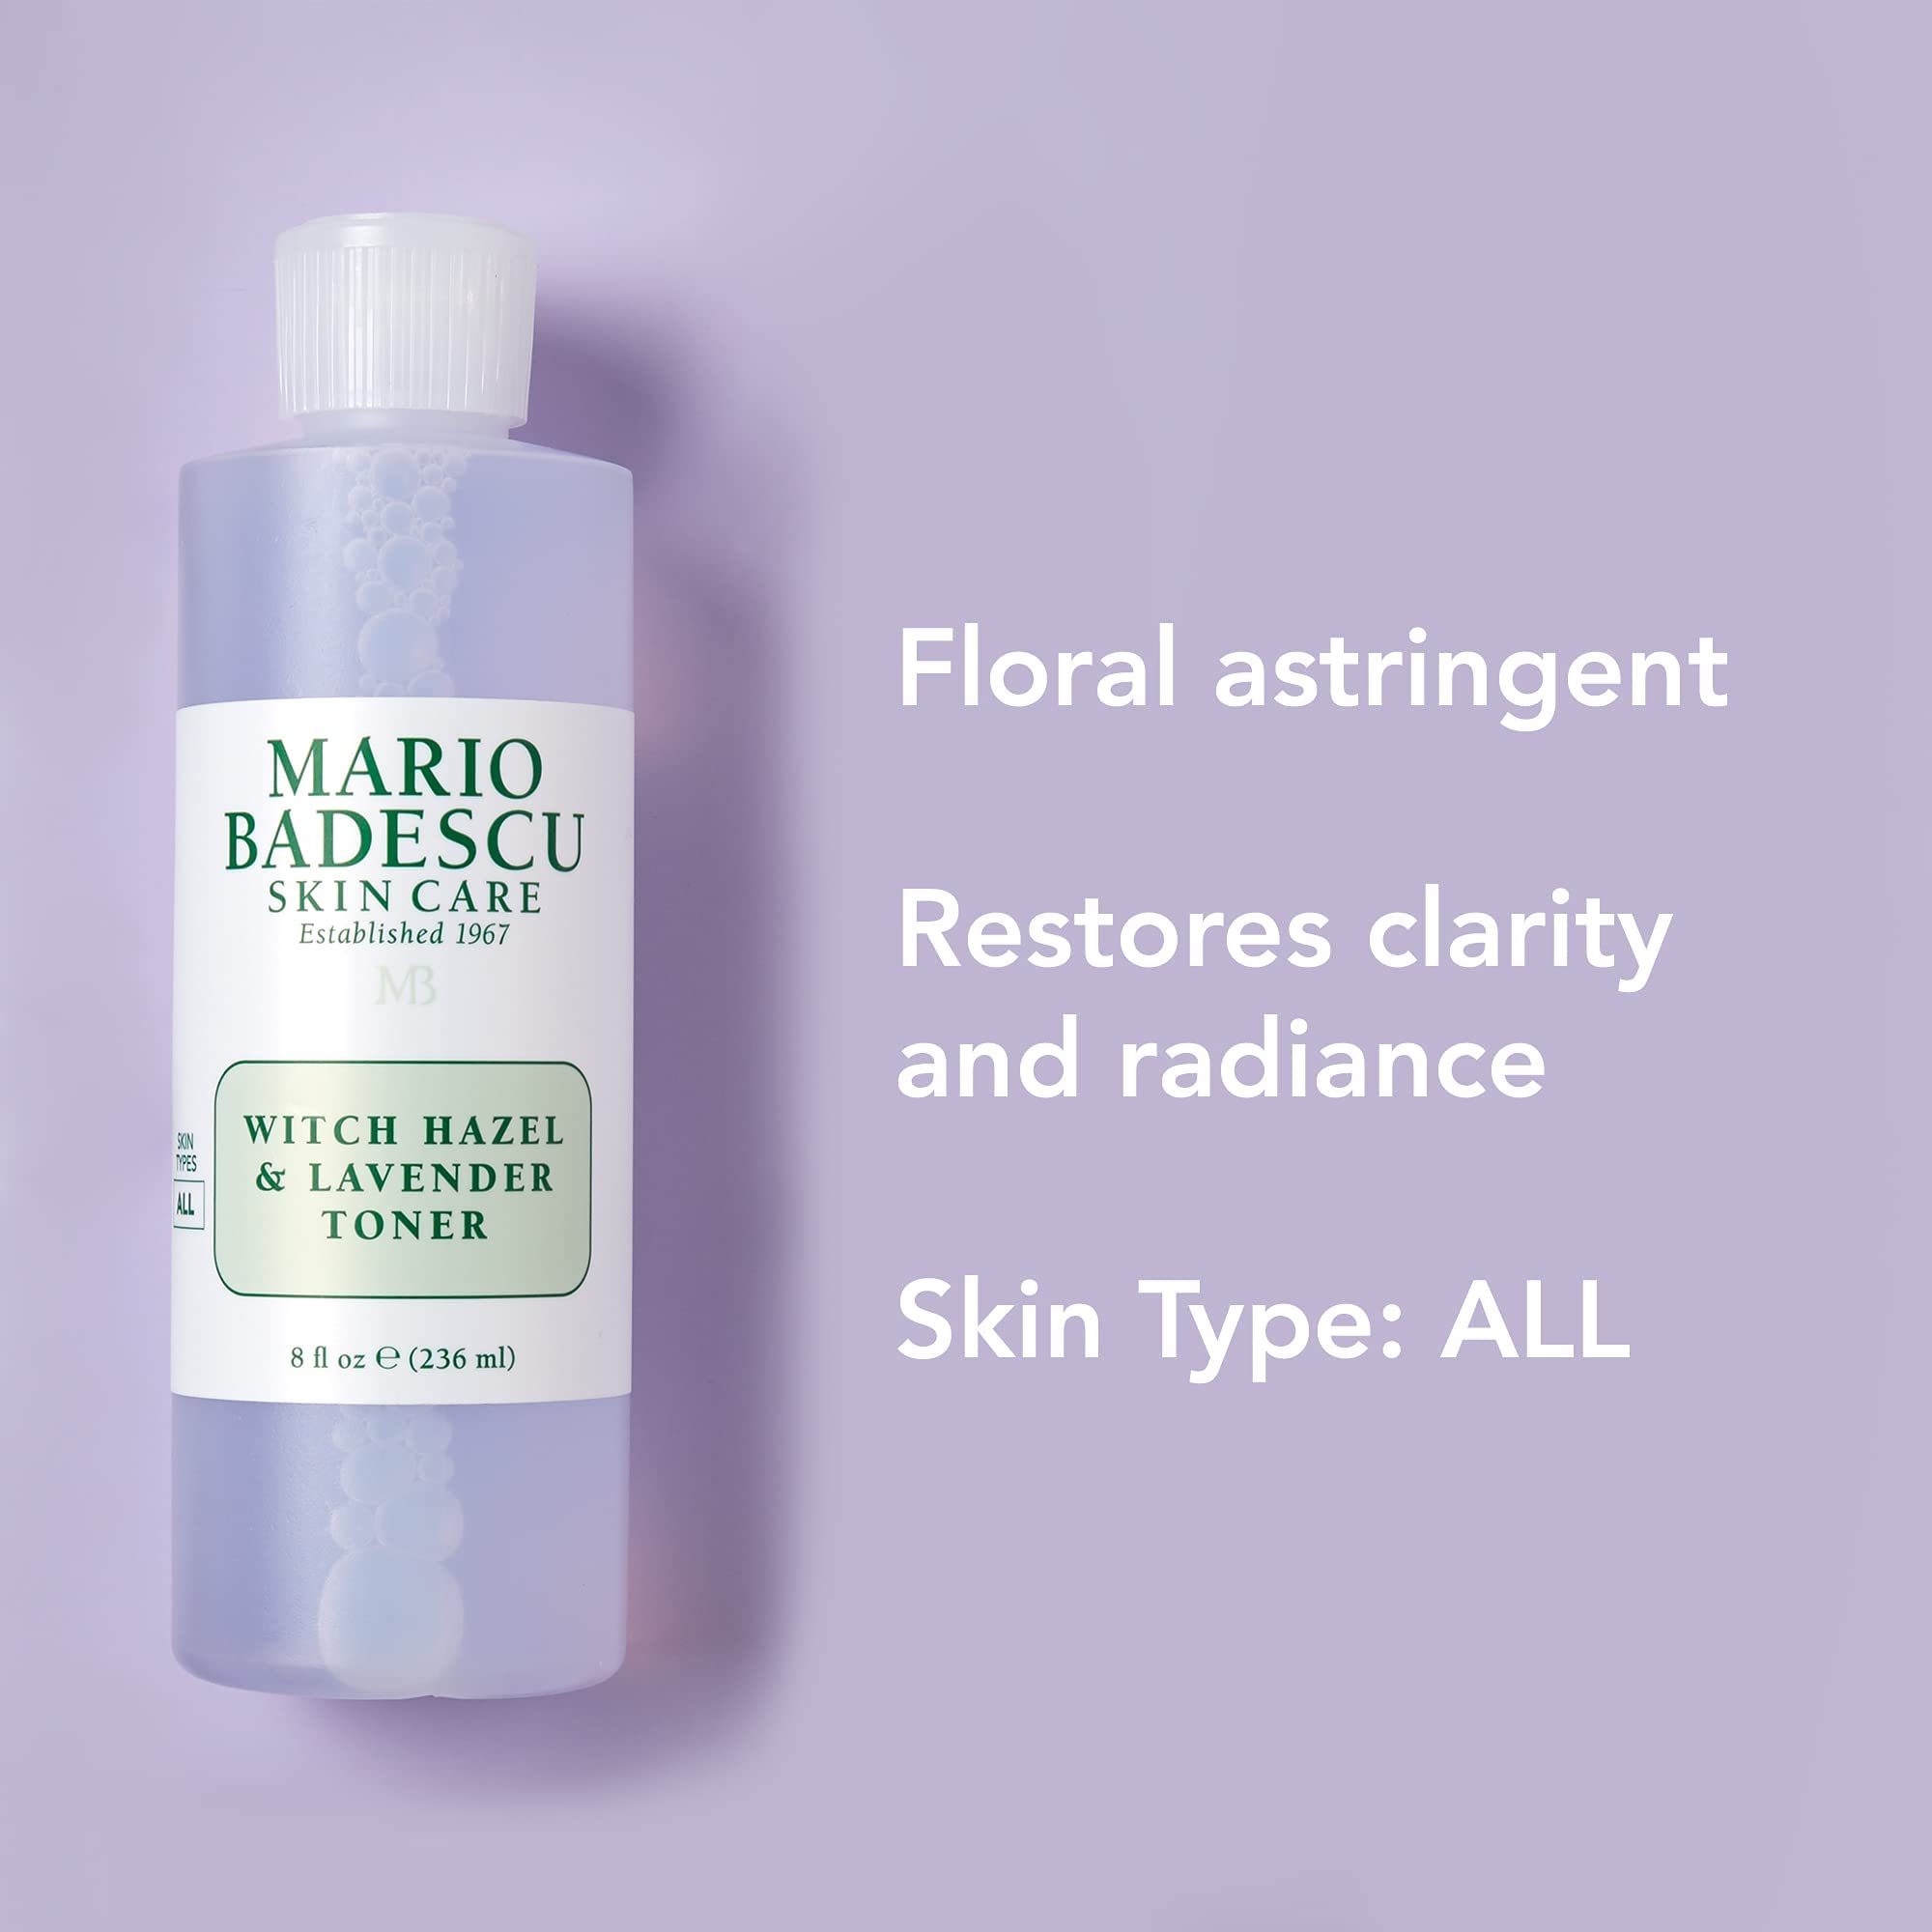 MARIO
BADESCU
SKIN CARE
Established 1967
MB
WITCH HAZEL
& LAVENDER
TONER
SKIN
TYPES
ALL
8 fl oz ℮ (236 ml)
Floral astringent
Restores clarity
and radiance
Skin Type: ALL